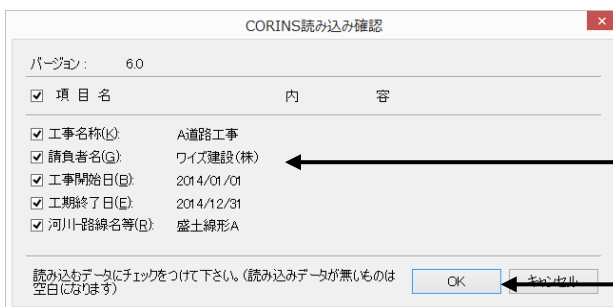 CORINS読み込み確認
バージョン： 6.0
項 目 名 内 容
工事名称(K): A道路工事
請負者名(G): ワイズ建設(株)
工事開始日(B): 2014/01/01
工期終了日(E): 2014/12/31
河川・路線名等(R): 盛土線形A
読み込むデータにチェックをつけて下さい。(読み込みデータが無いものは
空白になります)
OK キャンセル